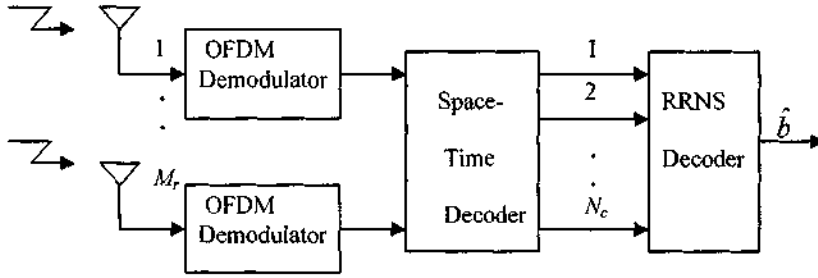 1
OFDM
Demodulator
M_r
OFDM
Demodulator
Space-
Time
Decoder
1
2
N_c
RRNS
Decoder
b̂